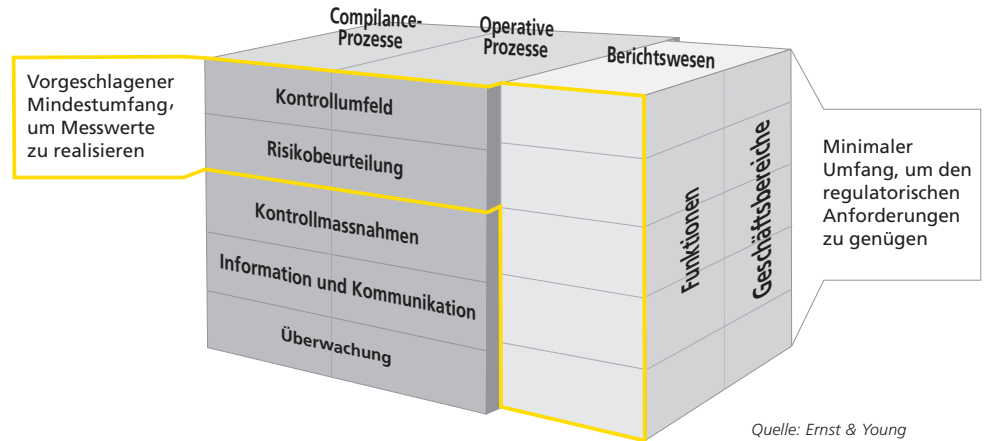 Compilance-
Prozesse
Operative
Prozesse
Berichtswesen
Vorgeschlagener
Mindestumfang,
um Messwerte
zu realisieren
Kontrollumfeld
Risikobeurteilung
Kontrollmassnahmen
Information und Kommunikation
Überwachung
Funktionen
Geschäftsbereiche
Minimaler
Umfang, um den
regulatorischen
Anforderungen
zu genügen
Quelle: Ernst & Young